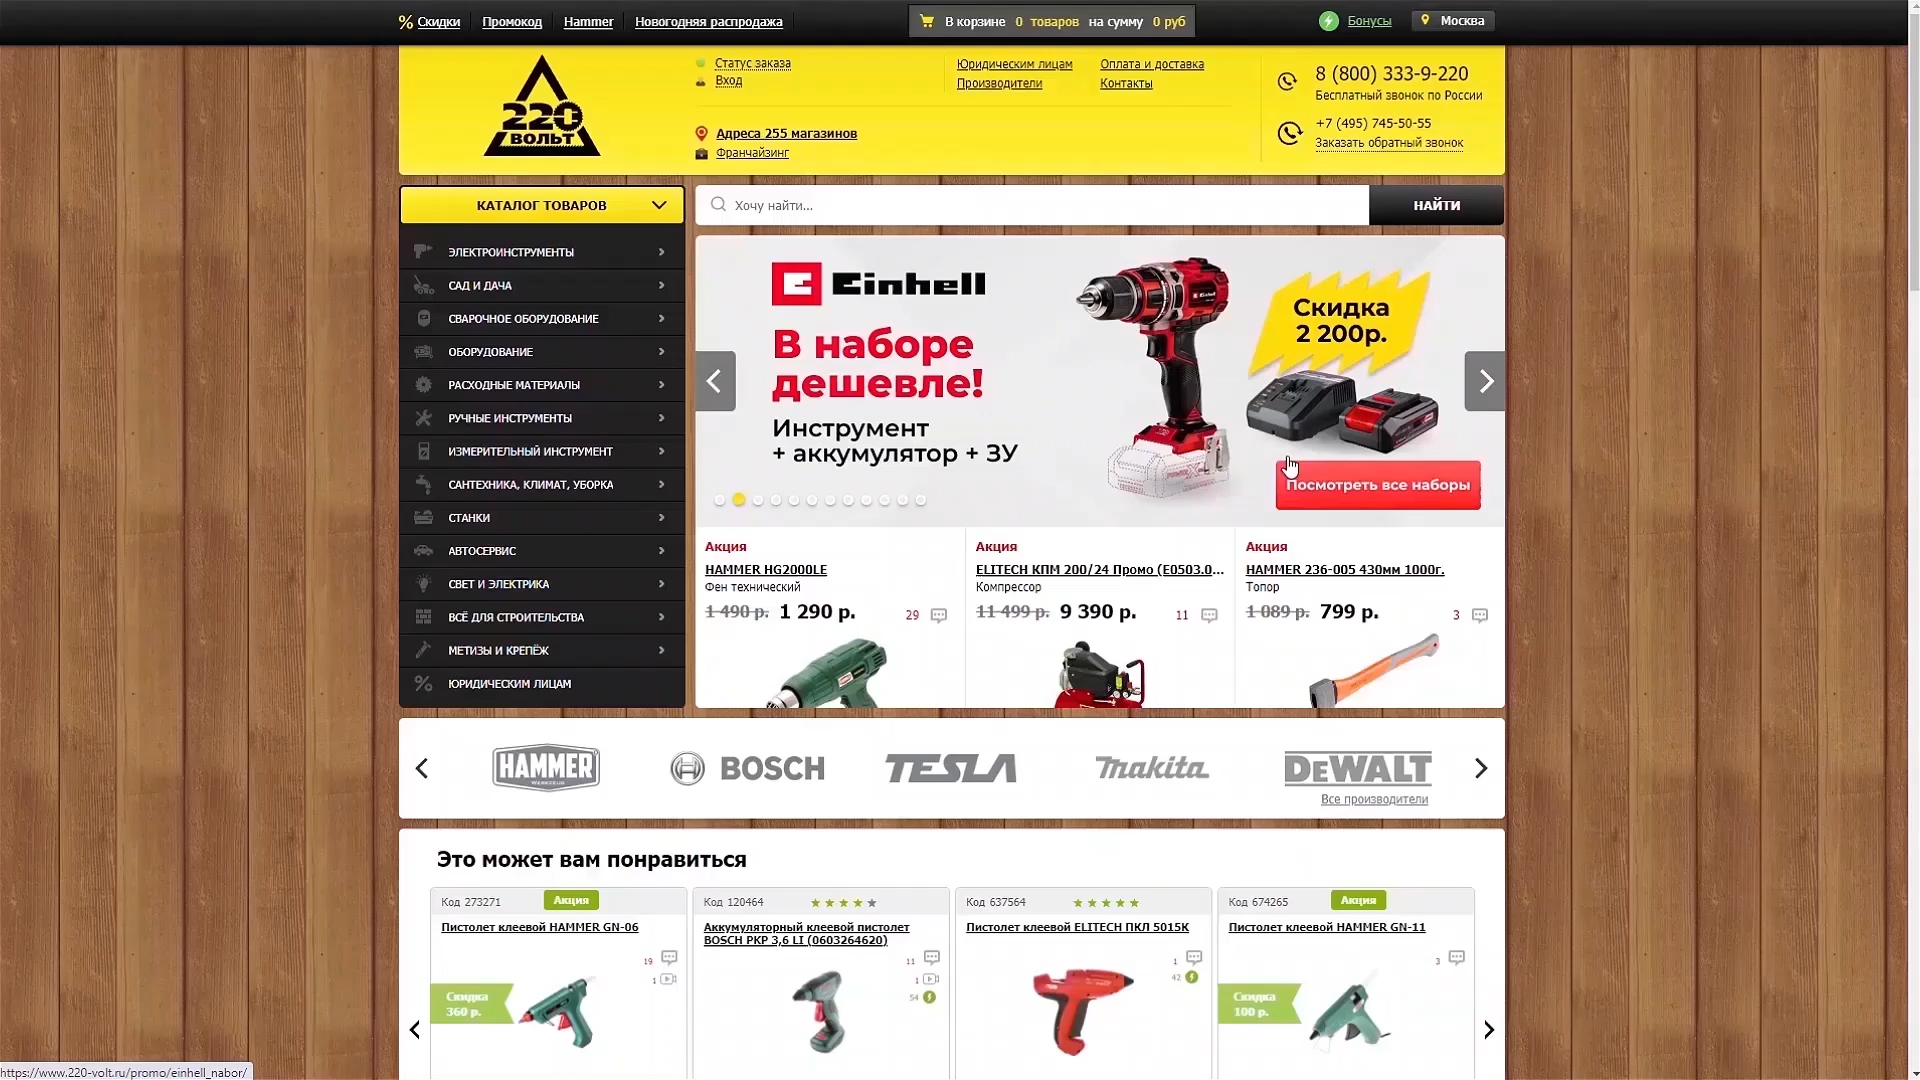 Скидки
Промокод
Hammer
Новогодняя распродажа
В корзине 0 товаров на сумму 0 руб
Бонусы
Москва
220
ВОЛЬТ
Статус заказа
Вход
Адреса 255 магазинов
Франчайзинг
Юридическим лицам
Производители
Оплата и доставка
Контакты
8 (800) 333-9-220
Бесплатный звонок по России
+7 (495) 745-50-55
Заказать обратный звонок
КАТАЛОГ ТОВАРОВ
Хочу найти...
НАЙТИ
ЭЛЕКТРОИНСТРУМЕНТЫ
САД И ДАЧА
СВАРОЧНОЕ ОБОРУДОВАНИЕ
ОБОРУДОВАНИЕ
РАСХОДНЫЕ МАТЕРИАЛЫ
РУЧНЫЕ ИНСТРУМЕНТЫ
ИЗМЕРИТЕЛЬНЫЙ ИНСТРУМЕНТ
САНТЕХНИКА, КЛИМАТ, УБОРКА
СТАНКИ
АВТОСЕРВИС
СВЕТ И ЭЛЕКТРИКА
ВСЁ ДЛЯ СТРОИТЕЛЬСТВА
МЕТИЗЫ И КРЕПЁЖ
ЮРИДИЧЕСКИМ ЛИЦАМ
Einhell
В наборе
дешевле!
Инструмент
+ аккумулятор + ЗУ
Einhell
Скидка
2 200р.
Посмотреть все наборы
Акция
HAMMER HG2000LE
Фен технический
1 490 р. 1 290 р.
29
Акция
ELITECH КПМ 200/24 Промо (E0503.0...
Компрессор
11 499 р. 9 390 р.
11
Акция
HAMMER 236-005 430мм 1000г.
Топор
1 089 р. 799 р.
3
HAMMER
WERKZEUG
BOSCH
TESLA
makita
DeWALT
Все производители
Это может вам понравиться
Код 273271
Акция
Пистолет клеевой HAMMER GN-06
19
1
Скидка
360 р.
Код 120464
Аккумуляторный клеевой пистолет
BOSCH PKP 3,6 LI (0603264620)
11
1
54
Код 637564
Пистолет клеевой ELITECH ПКЛ 5015К
1
42
Код 674265
Акция
Пистолет клеевой HAMMER GN-11
3
Скидка
100 р.
https://www.220-volt.ru/promo/einhell_nabor/